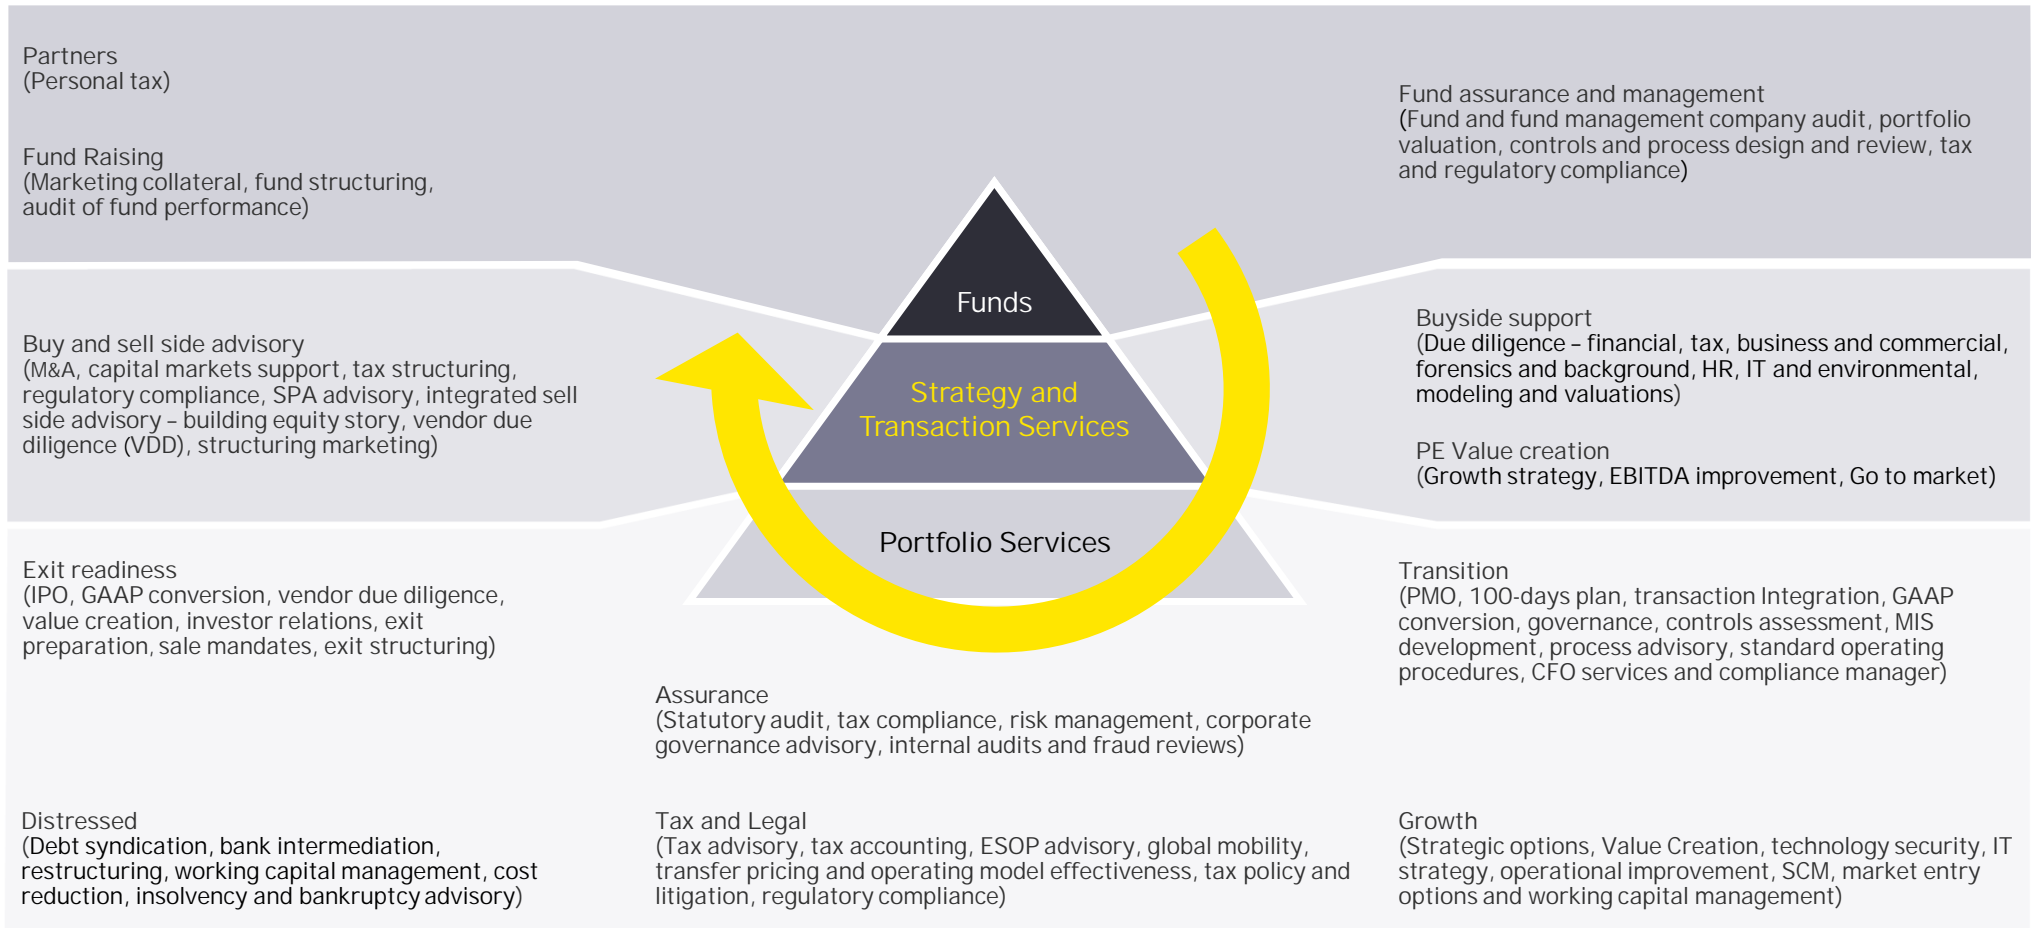 Partners
(Personal tax)
Fund Raising
(Marketing collateral, fund structuring,
audit of fund performance)
Fund assurance and management
(Fund and fund management company audit, portfolio
valuation, controls and process design and review, tax
and regulatory compliance)
Funds
Buy and sell side advisory
(M&A, capital markets support, tax structuring,
regulatory compliance, SPA advisory, integrated sell
side advisory – building equity story, vendor due
diligence (VDD), structuring marketing)
Strategy and
Transaction Services
Buyside support
(Due diligence – financial, tax, business and commercial,
forensics and background, HR, IT and environmental,
modeling and valuations)
PE Value creation
(Growth strategy, EBITDA improvement, Go to market)
Portfolio Services
Exit readiness
(IPO, GAAP conversion, vendor due diligence,
value creation, investor relations, exit
preparation, sale mandates, exit structuring)
Transition
(PMO, 100-days plan, transaction Integration, GAAP
conversion, governance, controls assessment, MIS
development, process advisory, standard operating
procedures, CFO services and compliance manager)
Assurance
(Statutory audit, tax compliance, risk management, corporate
governance advisory, internal audits and fraud reviews)
Distressed
(Debt syndication, bank intermediation,
restructuring, working capital management, cost
reduction, insolvency and bankruptcy advisory)
Tax and Legal
(Tax advisory, tax accounting, ESOP advisory, global mobility,
transfer pricing and operating model effectiveness, tax policy and
litigation, regulatory compliance)
Growth
(Strategic options, Value Creation, technology security, IT
strategy, operational improvement, SCM, market entry
options and working capital management)